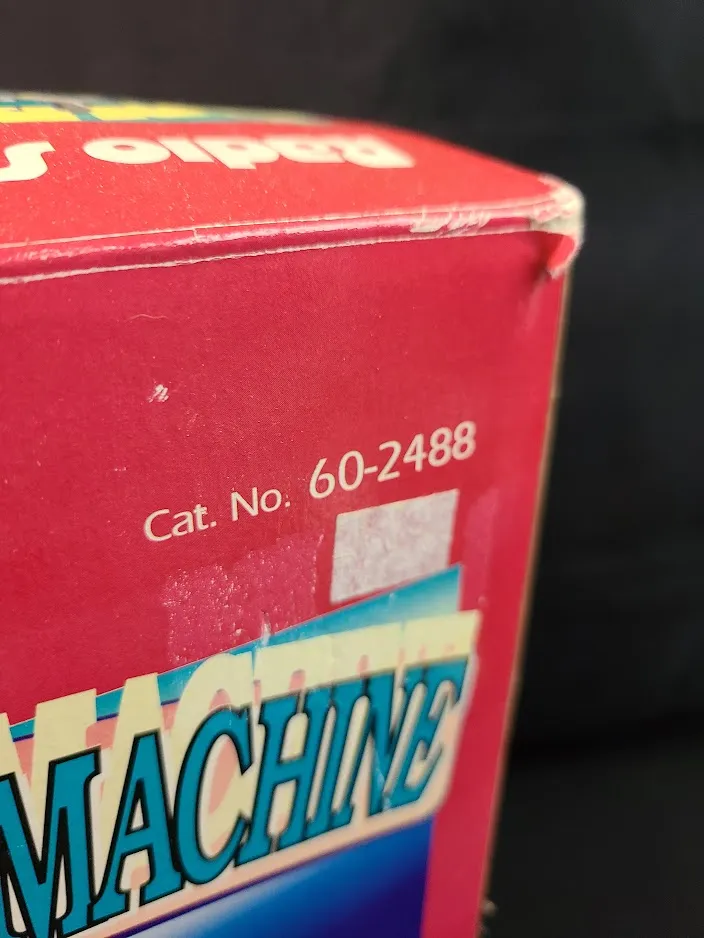 Radio S
Cat. No. 60-2488
MACHINE